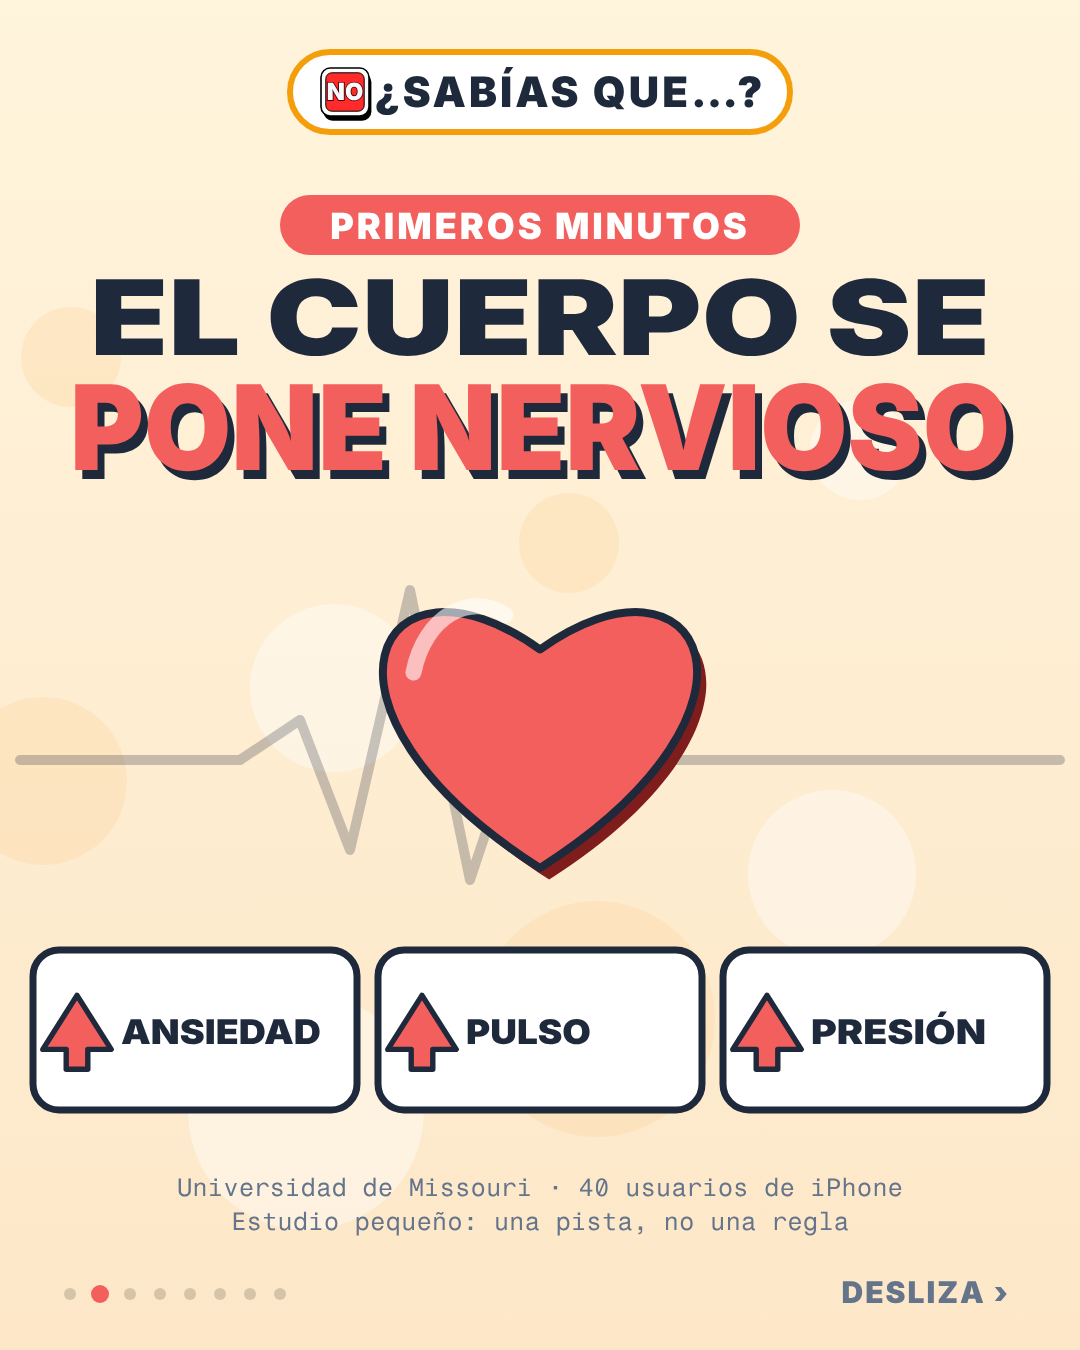 NO ¿SABÍAS QUE...?
PRIMEROS MINUTOS
EL CUERPO SE
PONE NERVIOSO
ANSIEDAD
PULSO
PRESIÓN
Universidad de Missouri · 40 usuarios de iPhone
Estudio pequeño: una pista, no una regla
DESLIZA ›